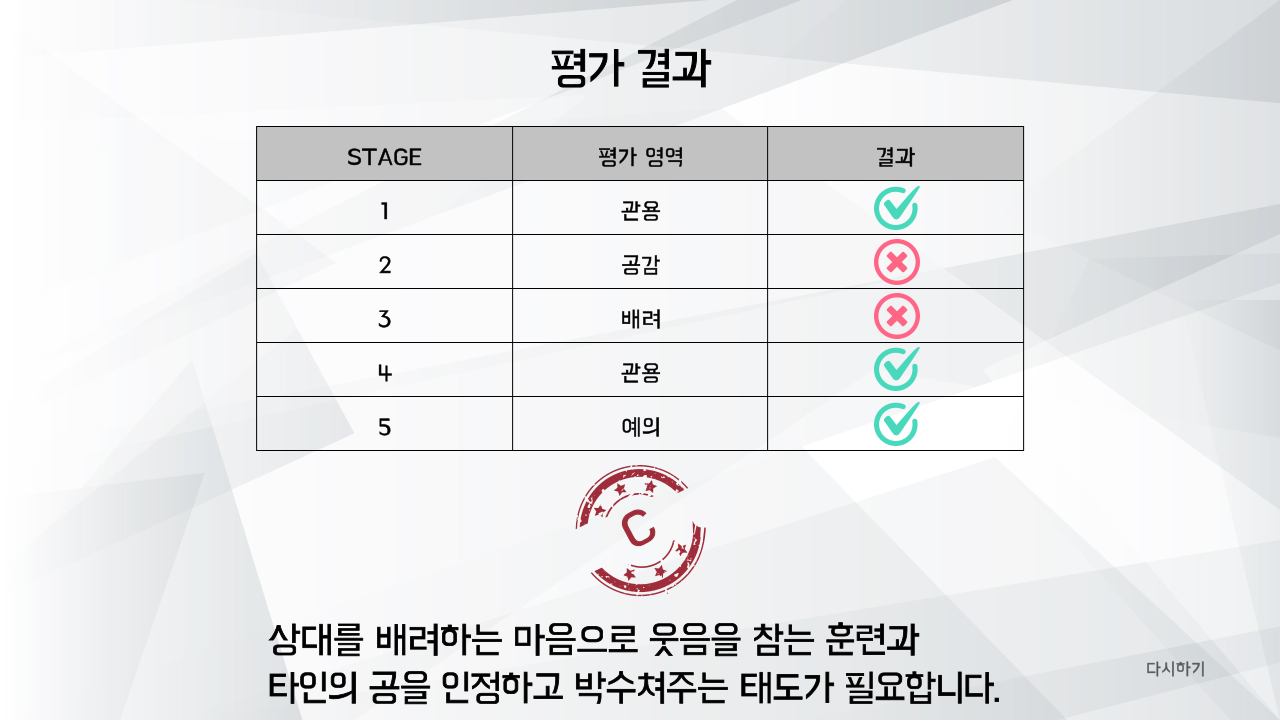 평가 결과
STAGE 평가 영역 결과
1 관용
2 공감
3 배려
4 관용
5 예의
C
상대를 배려하는 마음으로 웃음을 참는 훈련과
타인의 공을 인정하고 박수쳐주는 태도가 필요합니다.
다시하기